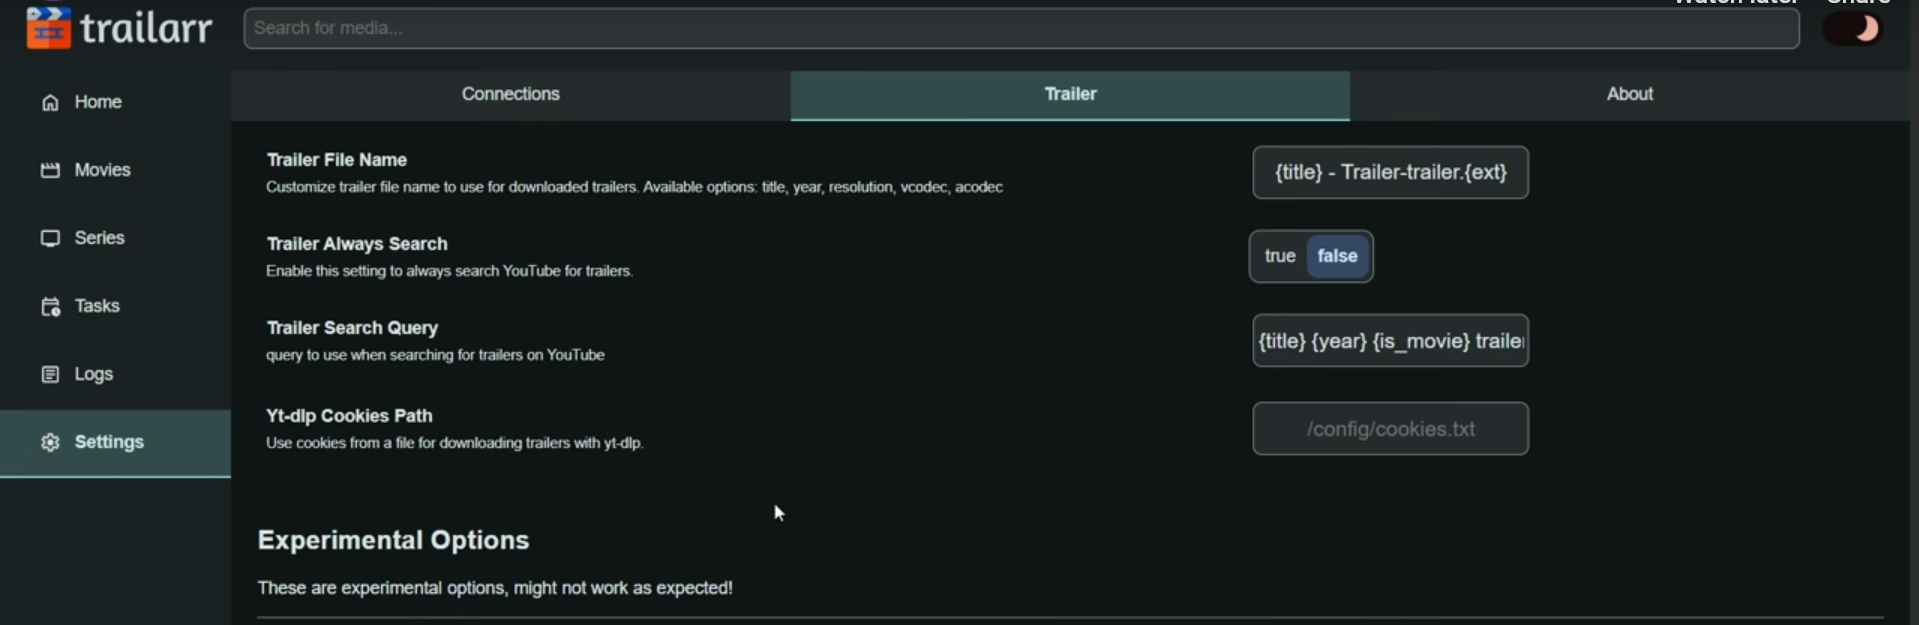 trailarr
Search for media...
Home
Movies
Series
Tasks
Logs
Settings
Connections
Trailer
About
Trailer File Name
Customize trailer file name to use for downloaded trailers. Available options: title, year, resolution, vcodec, acodec
{title} - Trailer-trailer.{ext}
Trailer Always Search
Enable this setting to always search YouTube for trailers.
true false
Trailer Search Query
query to use when searching for trailers on YouTube
{title} {year} {is_movie} trailer
Yt-dlp Cookies Path
Use cookies from a file for downloading trailers with yt-dlp.
/config/cookies.txt
Experimental Options
These are experimental options, might not work as expected!